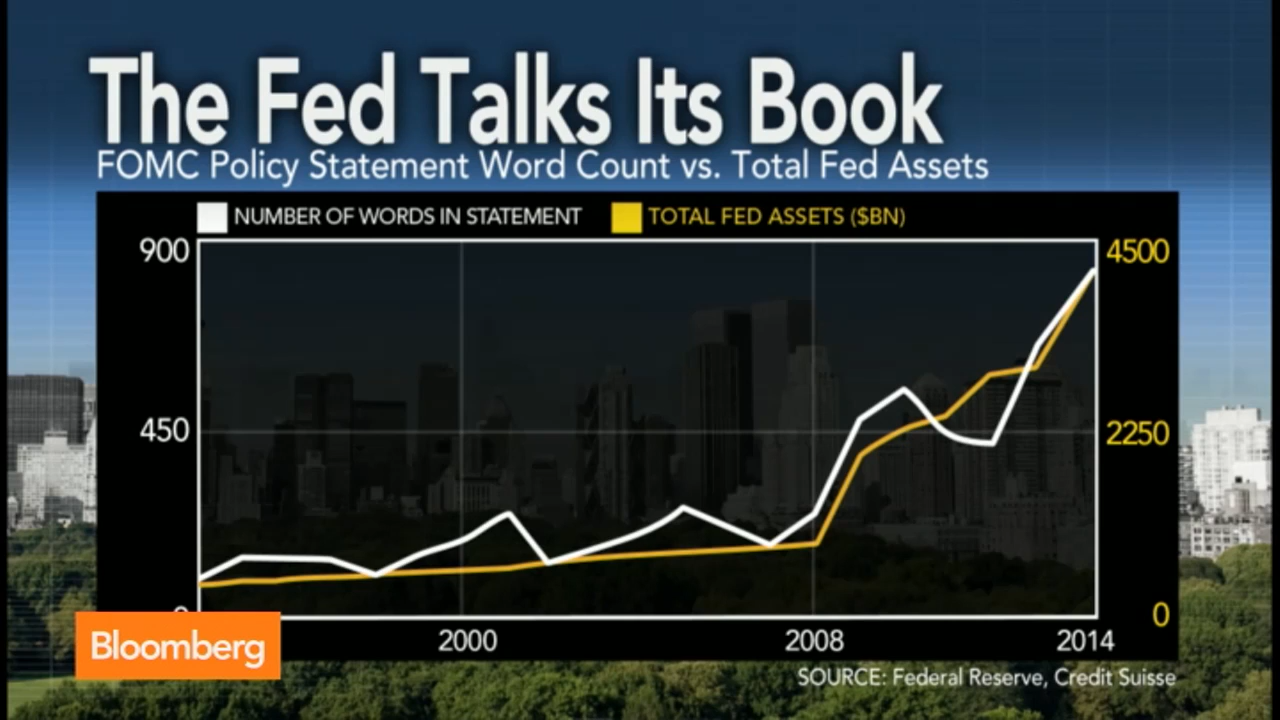 The Fed Talks Its Book
FOMC Policy Statement Word Count vs. Total Fed Assets
NUMBER OF WORDS IN STATEMENT TOTAL FED ASSETS ($BN)
900 4500
450 2250
0 0
2000 2008 2014
Bloomberg
SOURCE: Federal Reserve, Credit Suisse